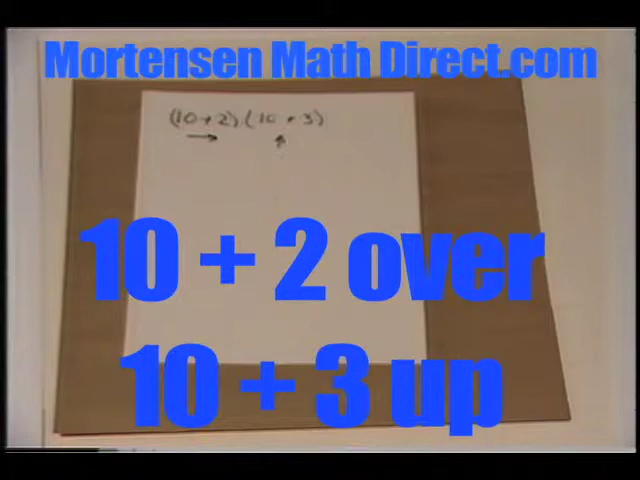 Mortensen Math Direct.com
(10+2)(10+3)
10 + 2 over
10 + 3 up